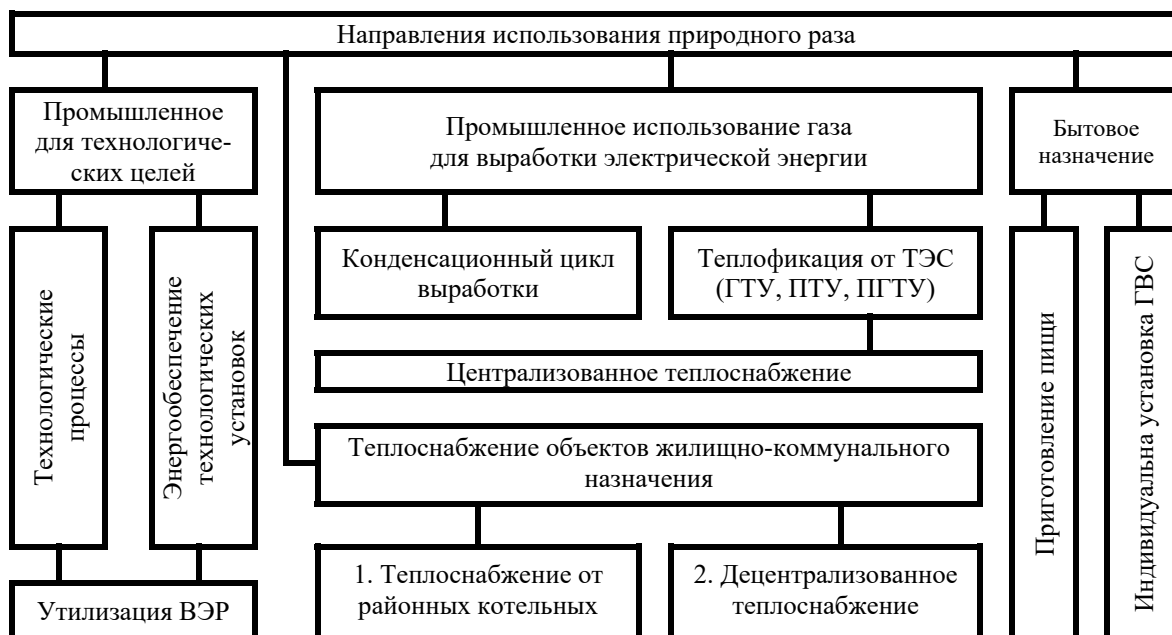 Направления использования природного раза
Промышленное
для технологиче-
ских целей
Промышленное использование газа
для выработки электрической энергии
Бытовое
назначение
Технологические
процессы
Энергообеспечение
технологических
установок
Конденсационный цикл
выработки
Теплофикация от ТЭС
(ГТУ, ПТУ, ПГТУ)
Централизованное теплоснабжение
Теплоснабжение объектов жилищно-коммунального
назначения
Приготовление пищи
Индивидуальна установка ГВС
Утилизация ВЭР
1. Теплоснабжение от
районных котельных
2. Децентрализованное
теплоснабжение